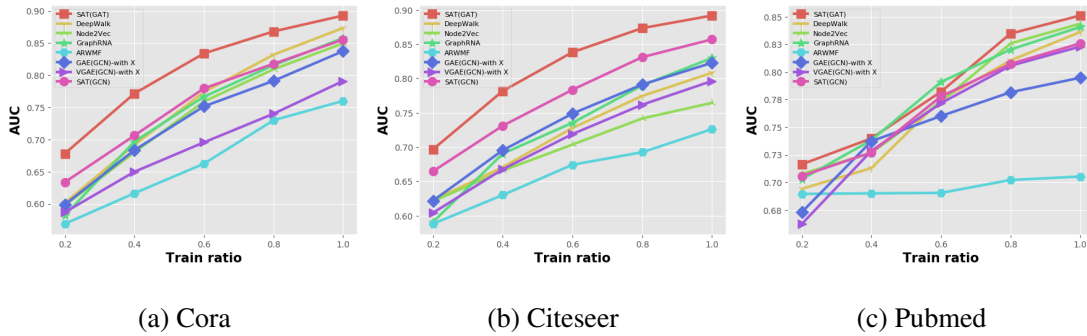 0.90
0.85
0.80
0.75
0.70
0.65
0.60
AUC
SAT(GAT)
DeepWalk
Node2Vec
GraphRNA
ARWMF
GAE(GCN)-with X
VGAE(GCN)-with X
SAT(GCN)
0.2 0.4 0.6 0.8 1.0
Train ratio
(a) Cora
0.90
0.85
0.80
0.75
0.70
0.65
0.60
AUC
SAT(GAT)
DeepWalk
Node2Vec
GraphRNA
ARWMF
GAE(GCN)-with X
VGAE(GCN)-with X
SAT(GCN)
0.2 0.4 0.6 0.8 1.0
Train ratio
(b) Citeseer
0.85
0.83
0.80
0.78
0.75
0.73
0.70
0.68
AUC
SAT(GAT)
DeepWalk
Node2Vec
GraphRNA
ARWMF
GAE(GCN)-with X
VGAE(GCN)-with X
SAT(GCN)
0.2 0.4 0.6 0.8 1.0
Train ratio
(c) Pubmed